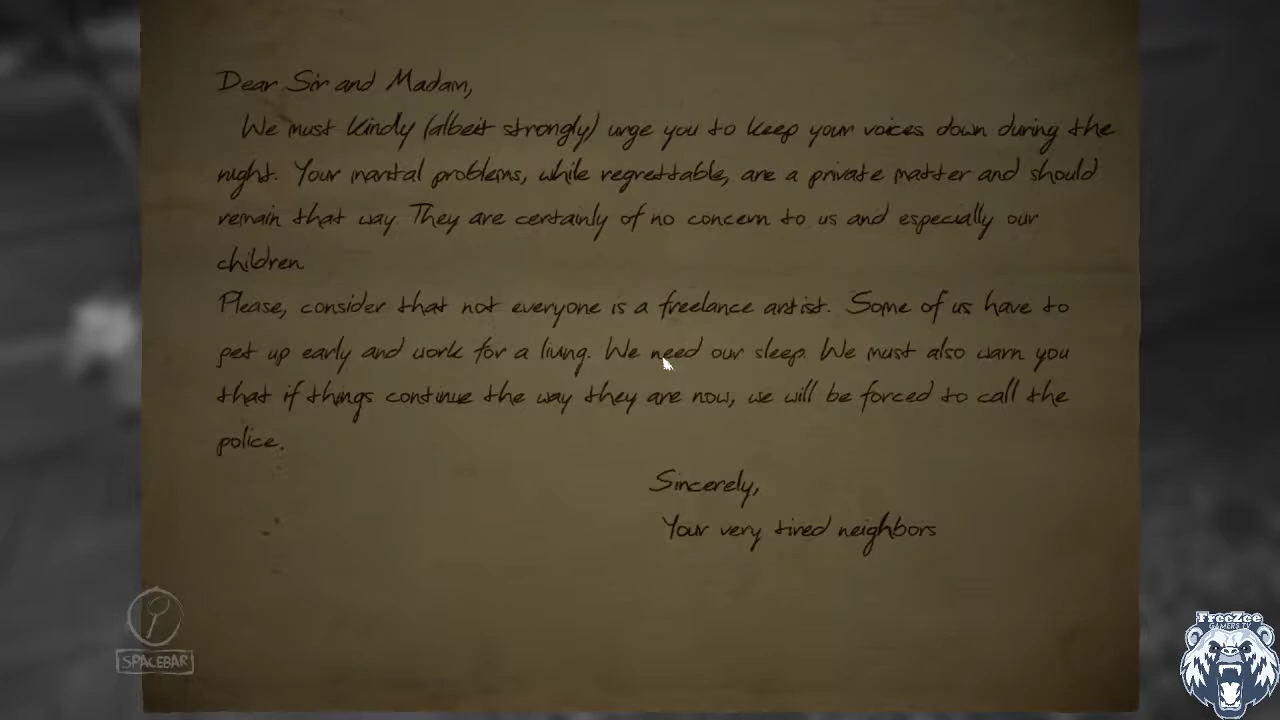 Dear Sir and Madam,
We must kindy (albeit strongly) urge you to keep your voices down during the
night. Your marital problems, while regrettable, are a private matter and should
remain that way. They are certainly of no concern to us and especially our
children.
Please, consider that not everyone is a freelance artist. Some of us have to
get up early and work for a living. We need our sleep. We must also warn you
that if things continue the way they are now, we will be forced to call the
police.
Sincerely,
Your very tired neighbors
SPACEBAR
FreeZee
GAMERS TV